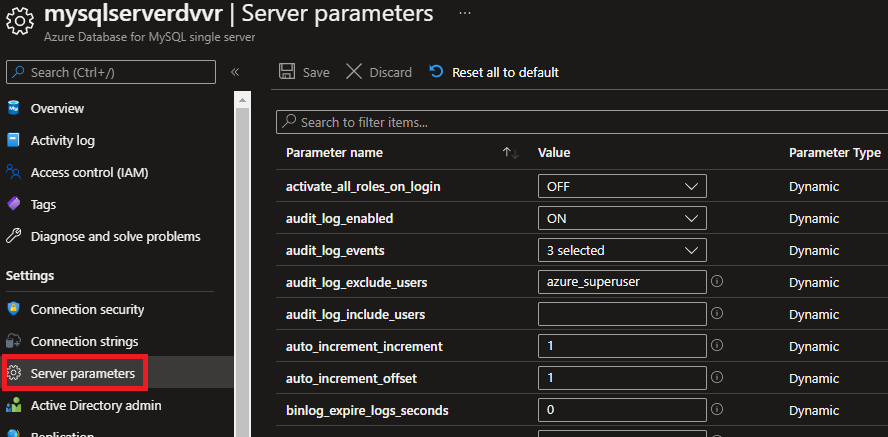 mysqlserverdvvr | Server parameters ...
Azure Database for MySQL single server
Search (Ctrl+/) «
Save Discard Reset all to default
Overview
Activity log
Access control (IAM)
Tags
Diagnose and solve problems
Settings
Connection security
Connection strings
Server parameters
Active Directory admin
Replication
Search to filter items...
Parameter name ↑↓ Value Parameter Type
activate_all_roles_on_login OFF Dynamic
audit_log_enabled ON Dynamic
audit_log_events 3 selected Dynamic
audit_log_exclude_users azure_superuser Dynamic
audit_log_include_users Dynamic
auto_increment_increment 1 Dynamic
auto_increment_offset 1 Dynamic
binlog_expire_logs_seconds 0 Dynamic